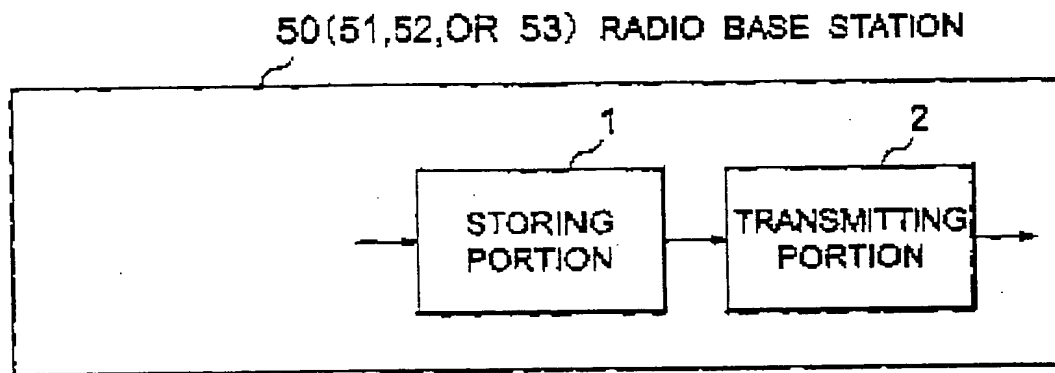 50(51,52,OR 53) RADIO BASE STATION
1
2
STORING
PORTION
TRANSMITTING
PORTION